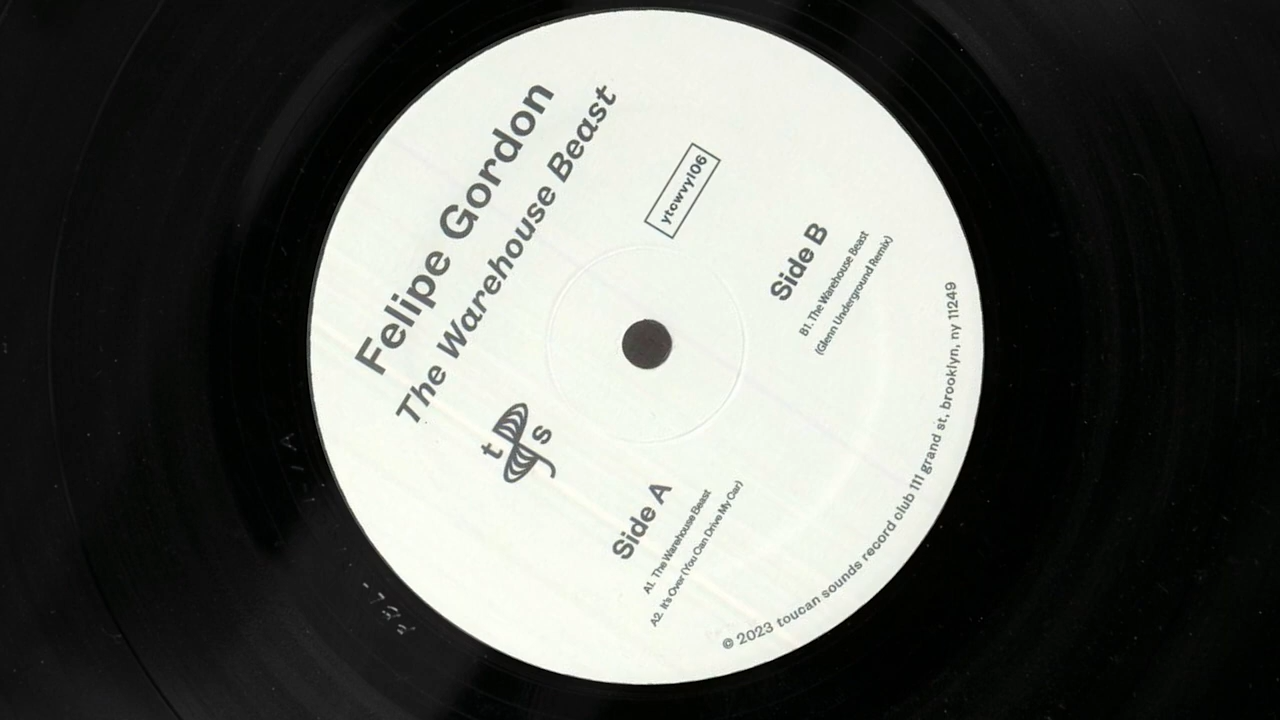 Felipe Gordon
The Warehouse Beast
ytcwvyl06
t
s
Side A
A1. The Warehouse Beast
A2. It's Over (You Can Drive My Car)
Side B
B1. The Warehouse Beast
(Glenn Underground Remix)
© 2023 toucan sounds record club 111 grand st, brooklyn, ny 11249